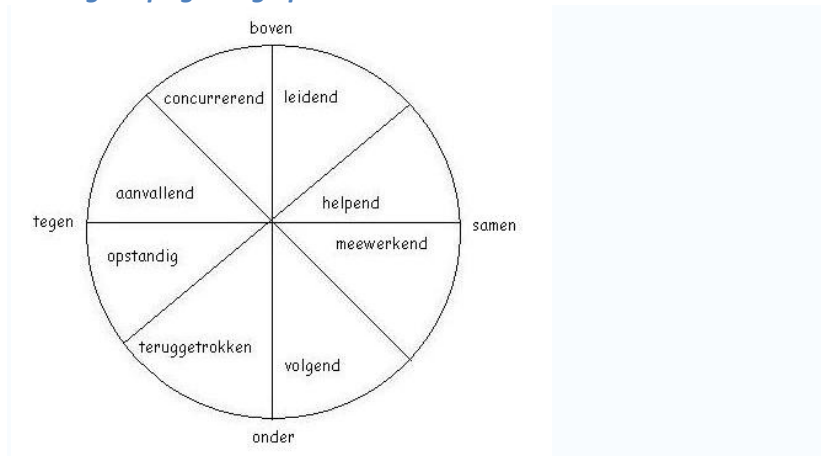 boven
concurrerend
leidend
aanvallend
helpend
tegen
samen
opstandig
meewerkend
teruggetrokken
volgend
onder